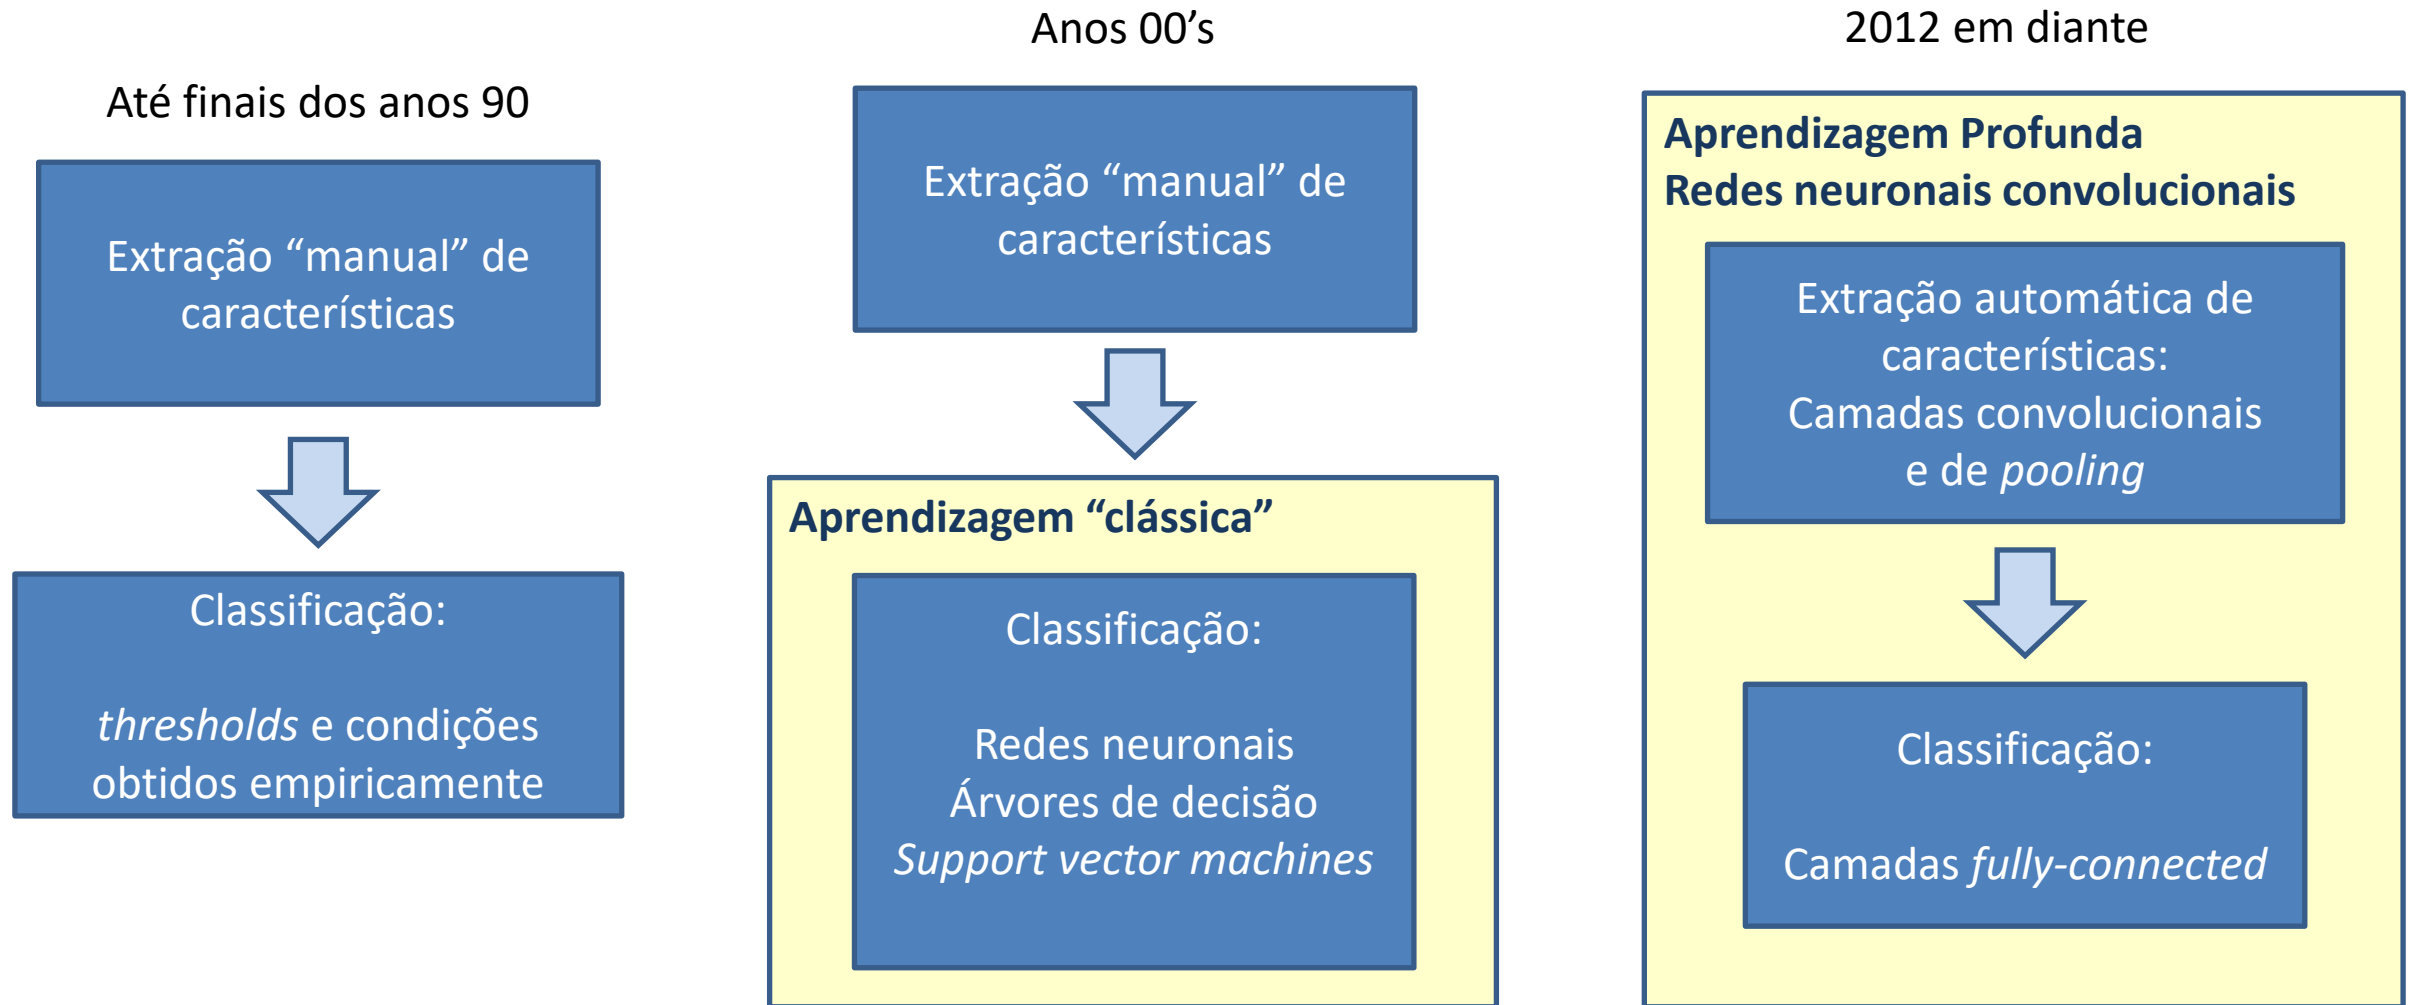 Até finais dos anos 90
Extração “manual” de
características
Classificação:
thresholds e condições
obtidos empiricamente
Anos 00’s
Extração “manual” de
características
Aprendizagem “clássica”
Classificação:
Redes neuronais
Árvores de decisão
Support vector machines
2012 em diante
Aprendizagem Profunda
Redes neuronais convolucionais
Extração automática de
características:
Camadas convolucionais
e de pooling
Classificação:
Camadas fully-connected